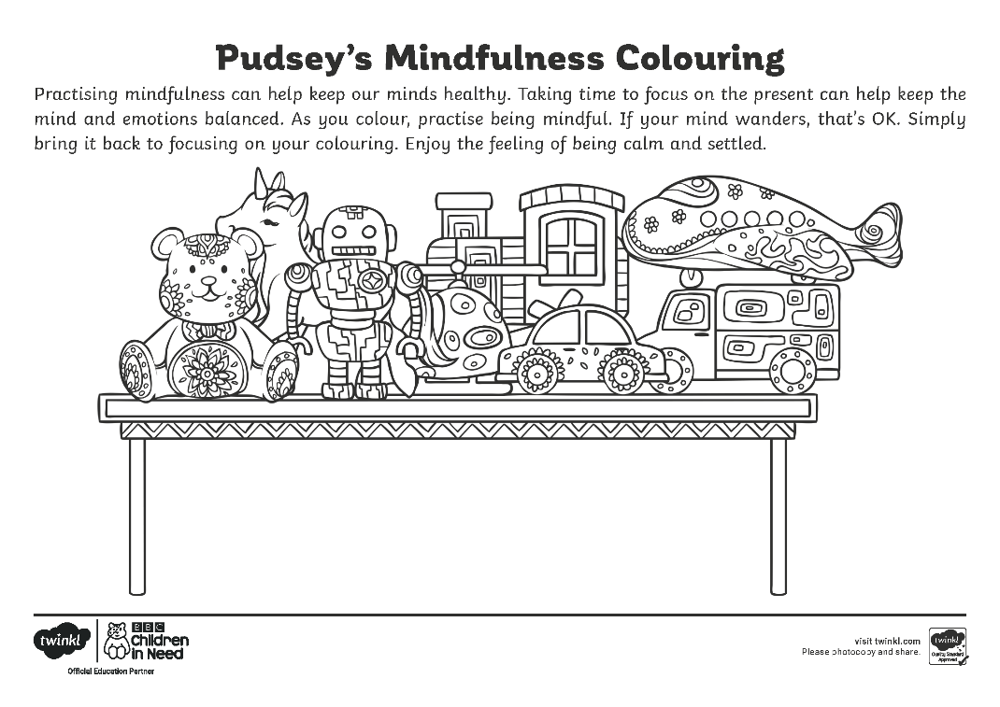 Pudsey's Mindfulness Colouring
Practising mindfulness can help keep our minds healthy. Taking time to focus on the present can help keep the
mind and emotions balanced. As you colour, practise being mindful. If your mind wanders, that's OK. Simply
bring it back to focusing on your colouring. Enjoy the feeling of being calm and settled.
twinkl
BBC
Children
in Need
Official Education Partner
visit twinkl.com
Please photocopy and share.
twinkl
Quality Standard
Approved